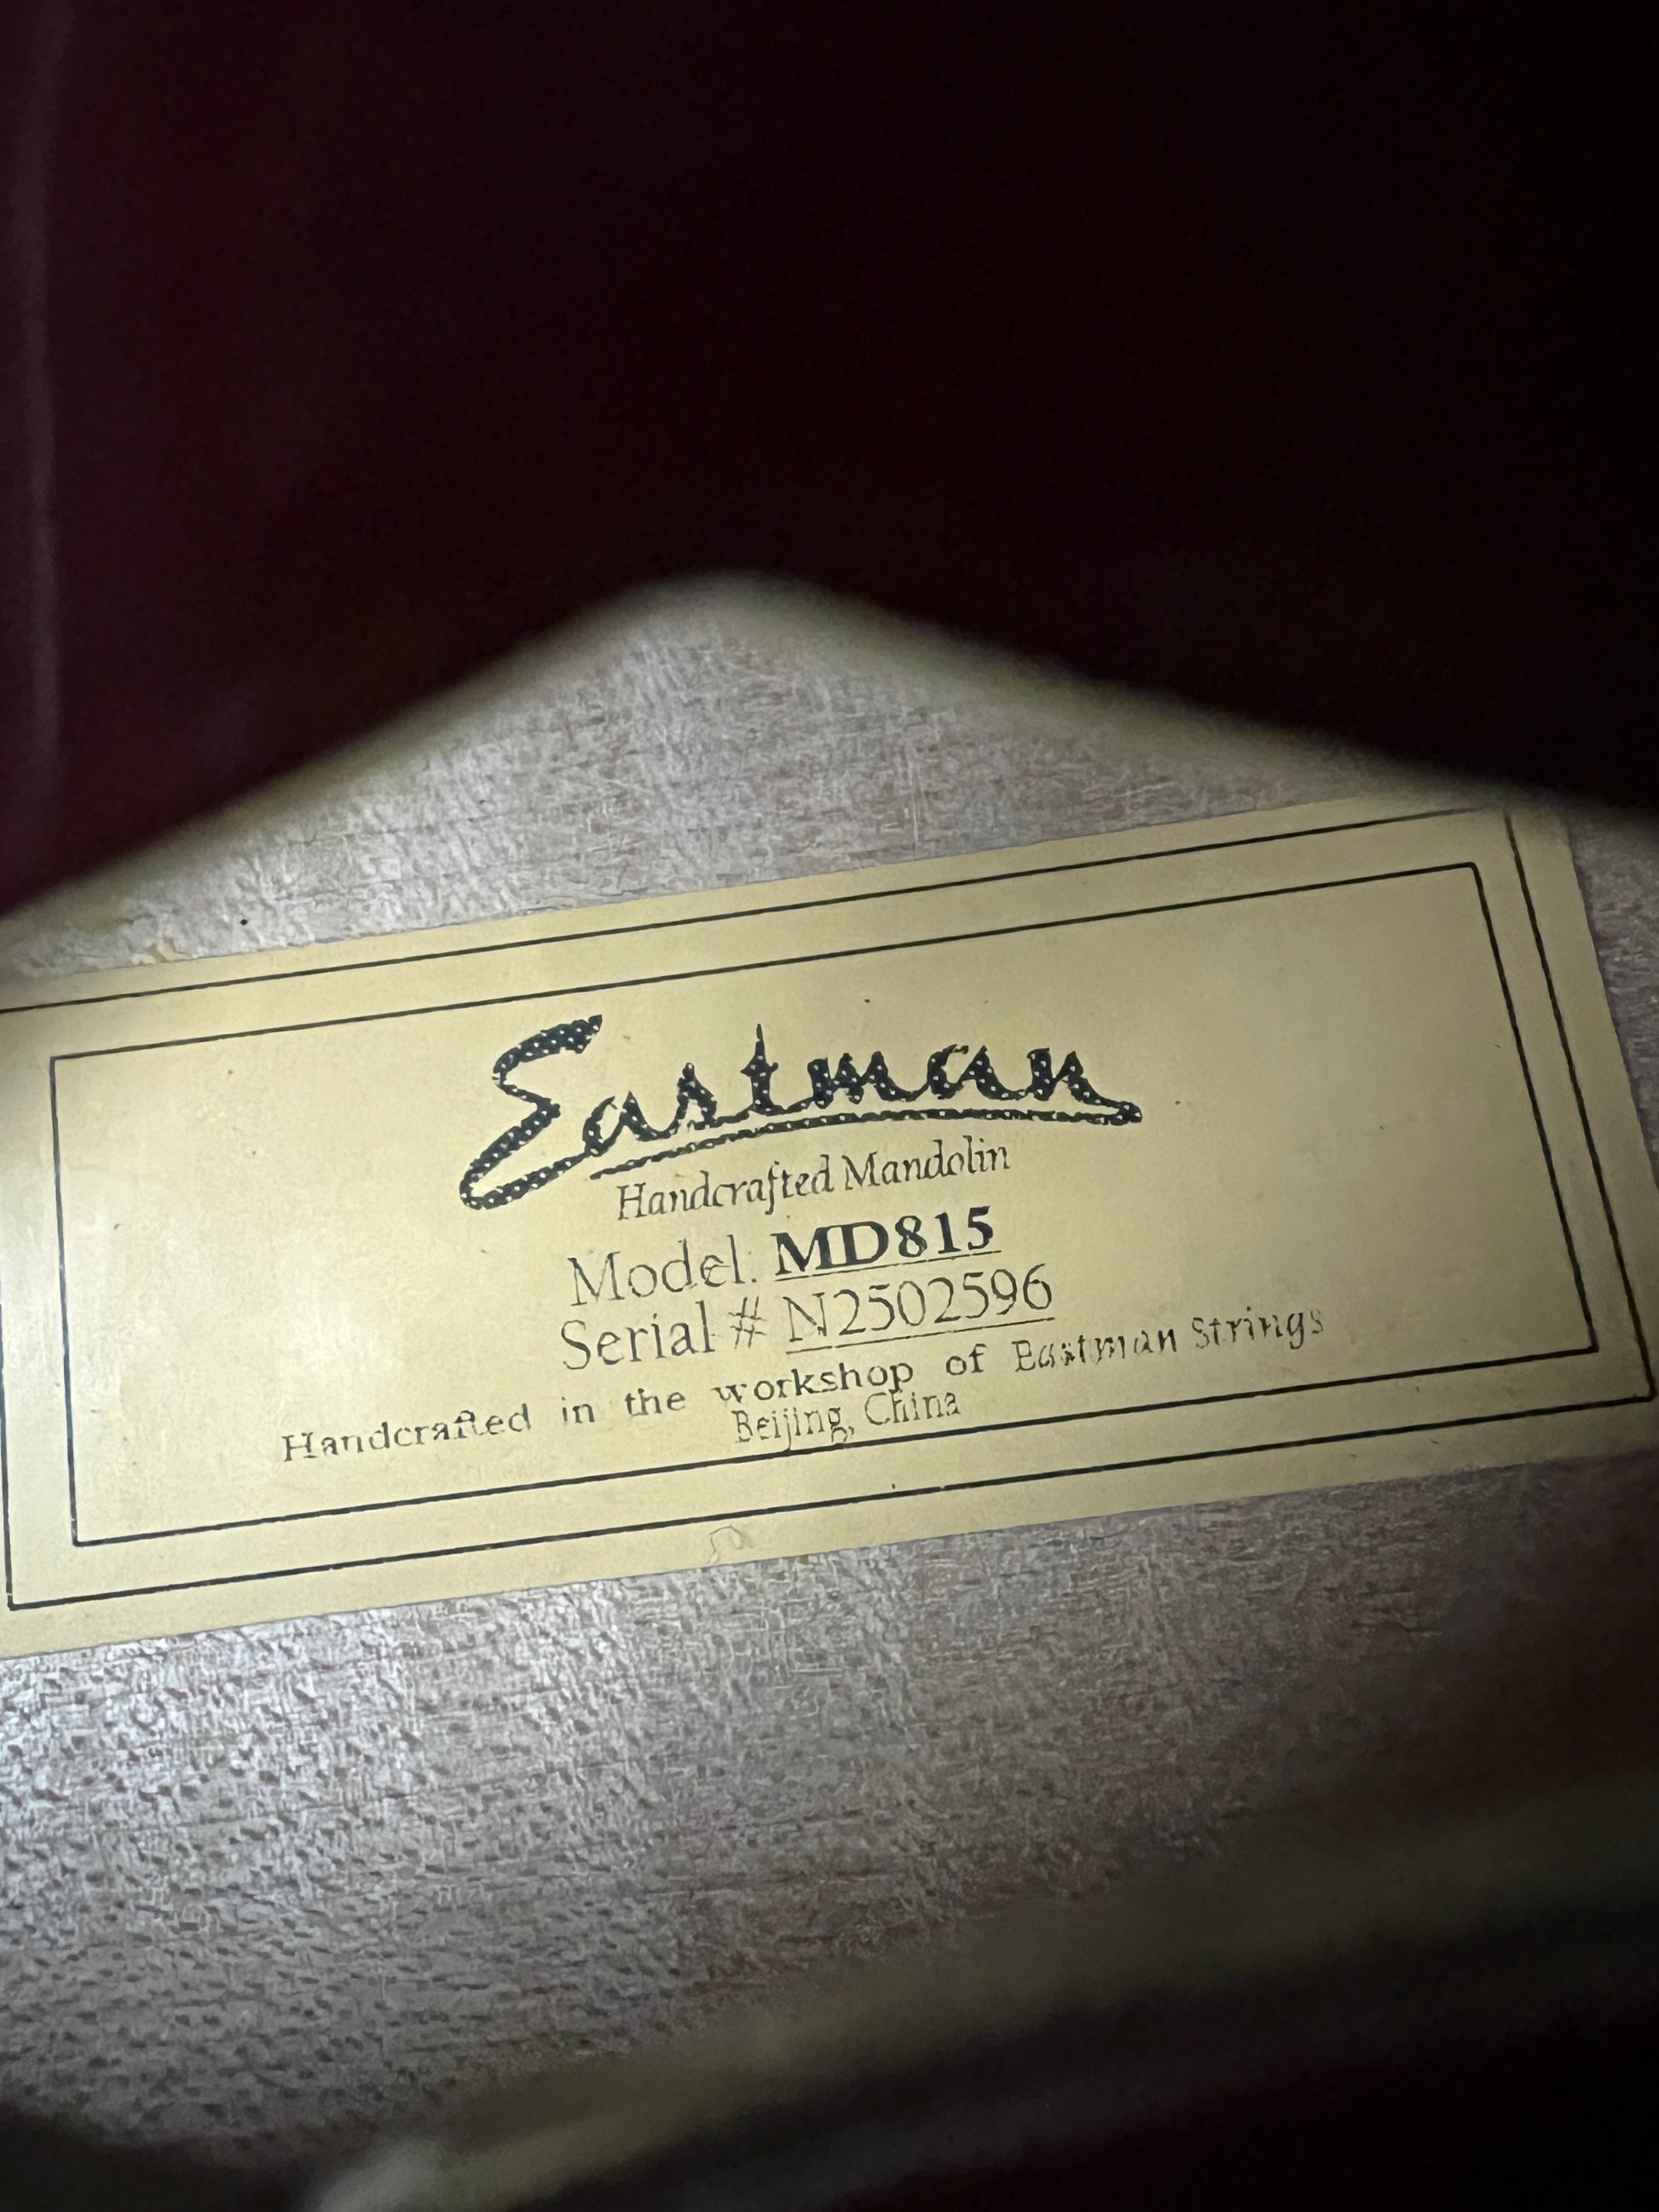 Eastman
Handcrafted Mandolin
Model: MD815
Serial # N2502596
Handcrafted in the workshop of Eastman Strings
Beijing, China